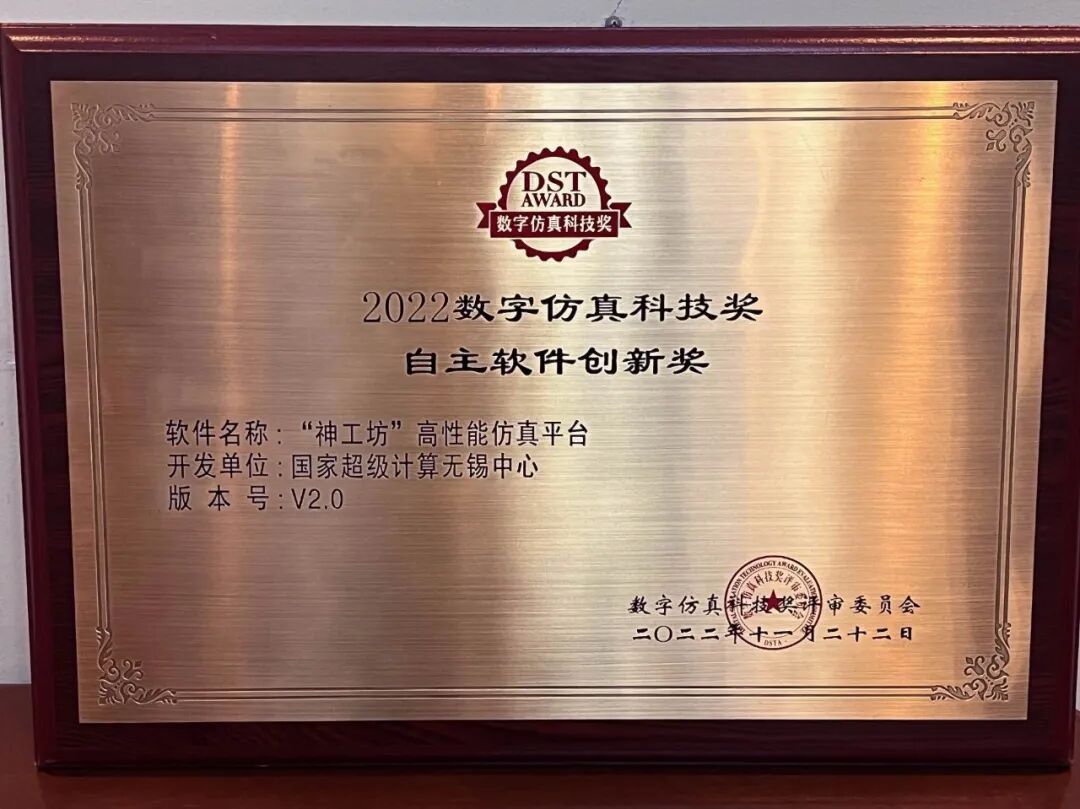 DST
AWARD
数字仿真科技奖
2022数字仿真科技奖
自主软件创新奖
软件名称：“神工坊”高性能仿真平台
开发单位：国家超级计算无锡中心
版 本 号：V2.0
数字仿真科技奖评审委员会
二〇二二年十一月二十二日
DSTA